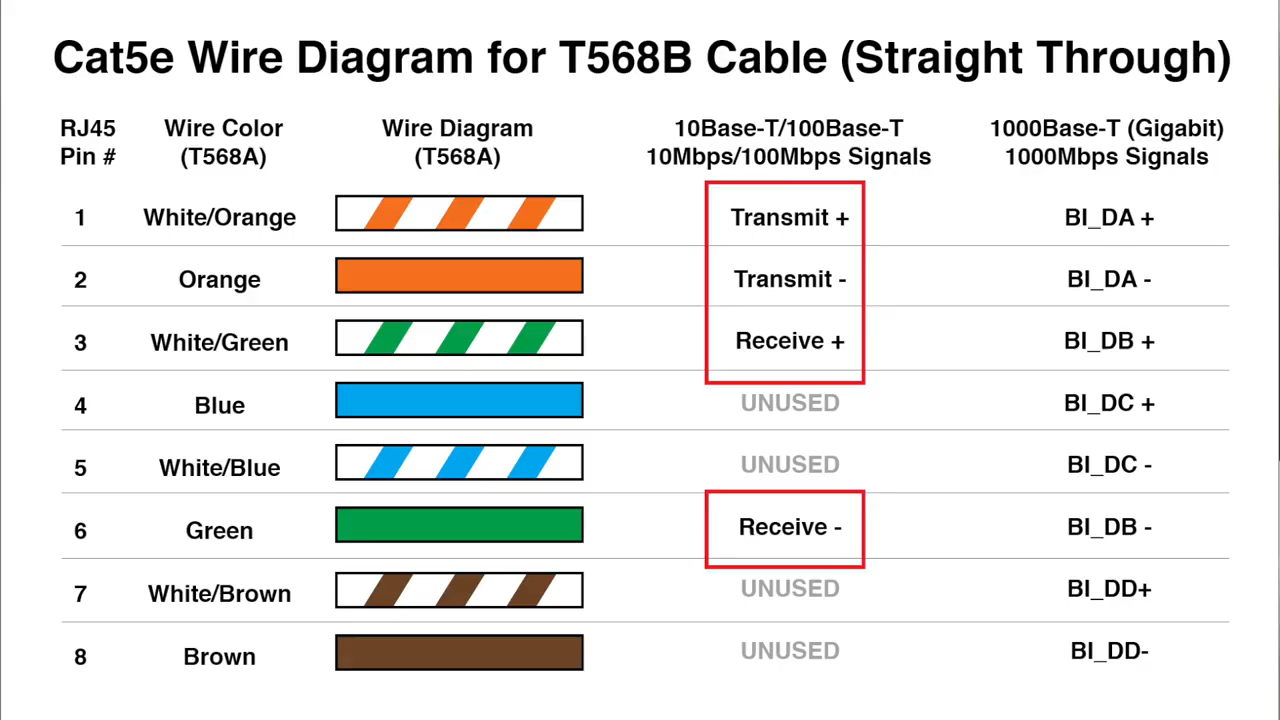 Cat5e Wire Diagram for T568B Cable (Straight Through)
RJ45 Pin # Wire Color (T568A) Wire Diagram (T568A) 10Base-T/100Base-T 10Mbps/100Mbps Signals 1000Base-T (Gigabit) 1000Mbps Signals
1 White/Orange Transmit + BI_DA +
2 Orange Transmit - BI_DA -
3 White/Green Receive + BI_DB +
4 Blue UNUSED BI_DC +
5 White/Blue UNUSED BI_DC -
6 Green Receive - BI_DB -
7 White/Brown UNUSED BI_DD+
8 Brown UNUSED BI_DD-